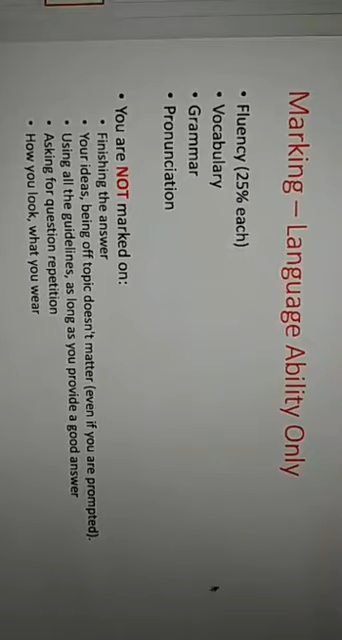 Marking – Language Ability Only
• Fluency (25% each)
• Vocabulary
• Grammar
• Pronunciation
• You are NOT marked on:
• Finishing the answer
• Your ideas, being off topic doesn't matter (even if you are prompted).
• Using all the guidelines, as long as you provide a good answer
• Asking for question repetition
• How you look, what you wear